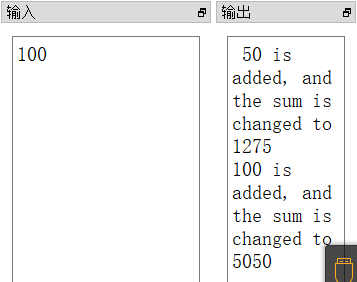 输入
输出
100
50 is
added, and
the sum is
changed to
1275
100 is
added, and
the sum is
changed to
5050